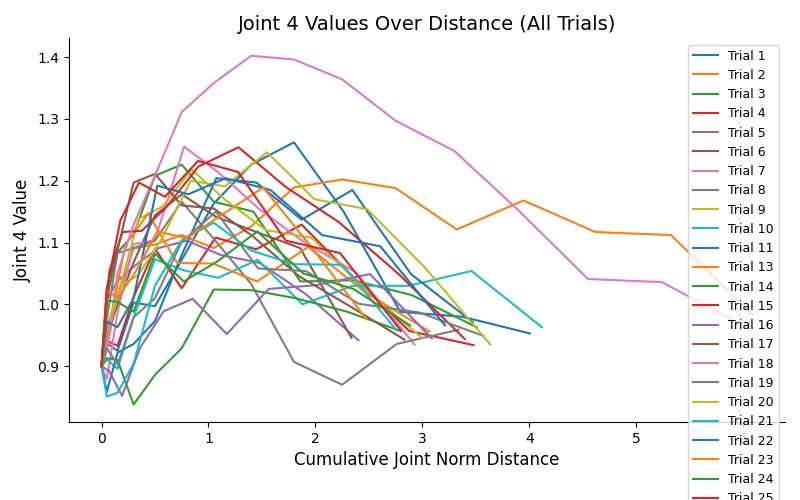 Joint 4 Values Over Distance (All Trials)
Joint 4 Value
1.4
1.3
1.2
1.1
1.0
0.9
0 1 2 3 4 5 6
Cumulative Joint Norm Distance
Trial 1
Trial 2
Trial 3
Trial 4
Trial 5
Trial 6
Trial 7
Trial 8
Trial 9
Trial 10
Trial 11
Trial 13
Trial 14
Trial 15
Trial 16
Trial 17
Trial 18
Trial 19
Trial 20
Trial 21
Trial 22
Trial 23
Trial 24
Trial 25